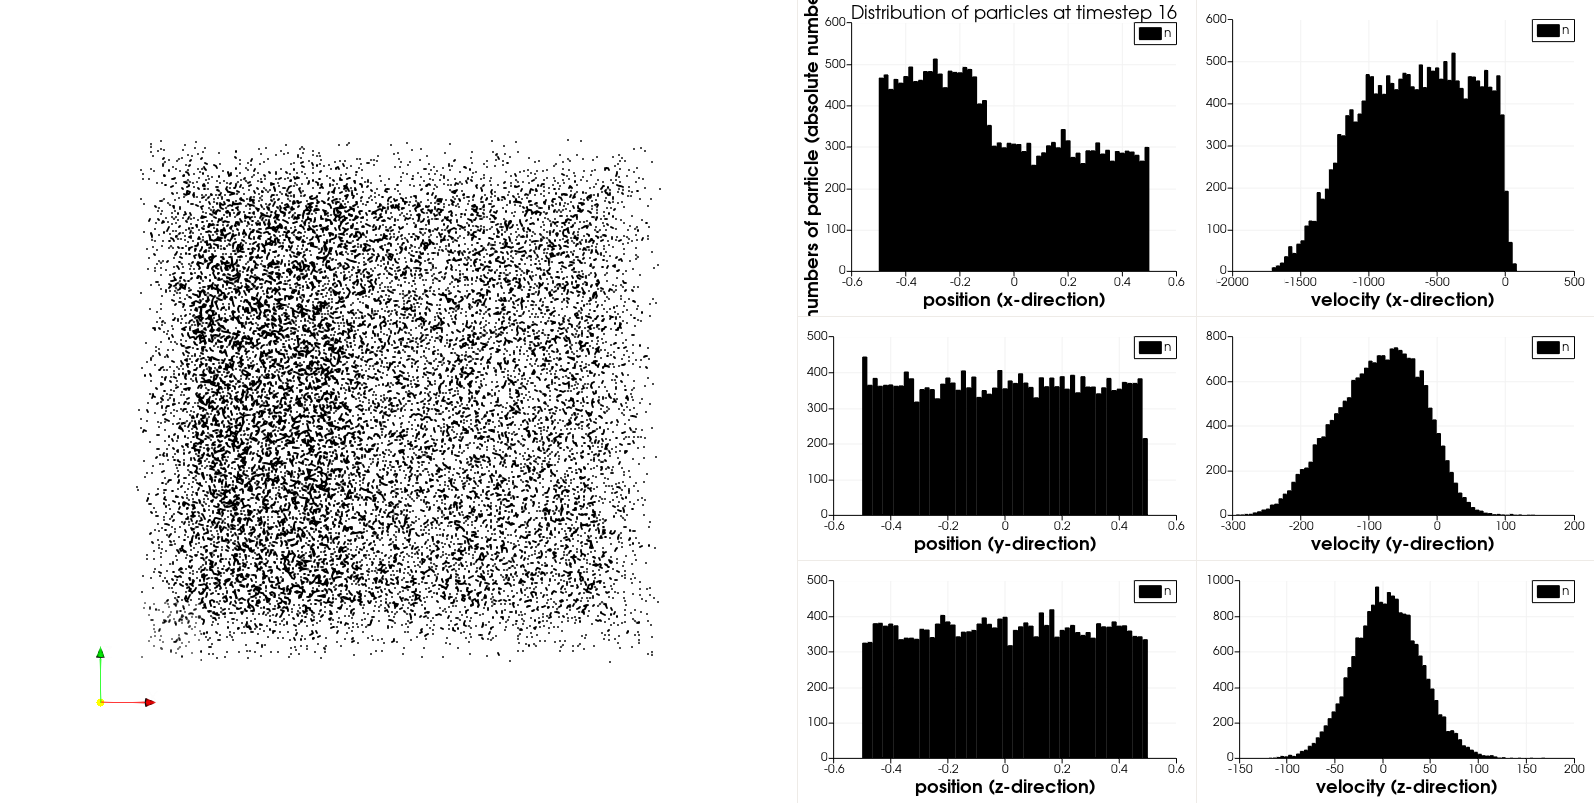 Distribution of particles at timestep 16
numbers of particle (absolute numbe
600
500
400
300
200
100
0
n
-0.6 -0.4 -0.2 0 0.2 0.4 0.6
position (x-direction)
600
500
400
300
200
100
0
n
-2000 -1500 -1000 -500 0 500
velocity (x-direction)
500
400
300
200
100
0
n
-0.6 -0.4 -0.2 0 0.2 0.4 0.6
position (y-direction)
800
600
400
200
0
n
-300 -200 -100 0 100 200
velocity (y-direction)
500
400
300
200
100
0
n
-0.6 -0.4 -0.2 0 0.2 0.4 0.6
position (z-direction)
1000
800
600
400
200
0
n
-150 -100 -50 0 50 100 150 200
velocity (z-direction)